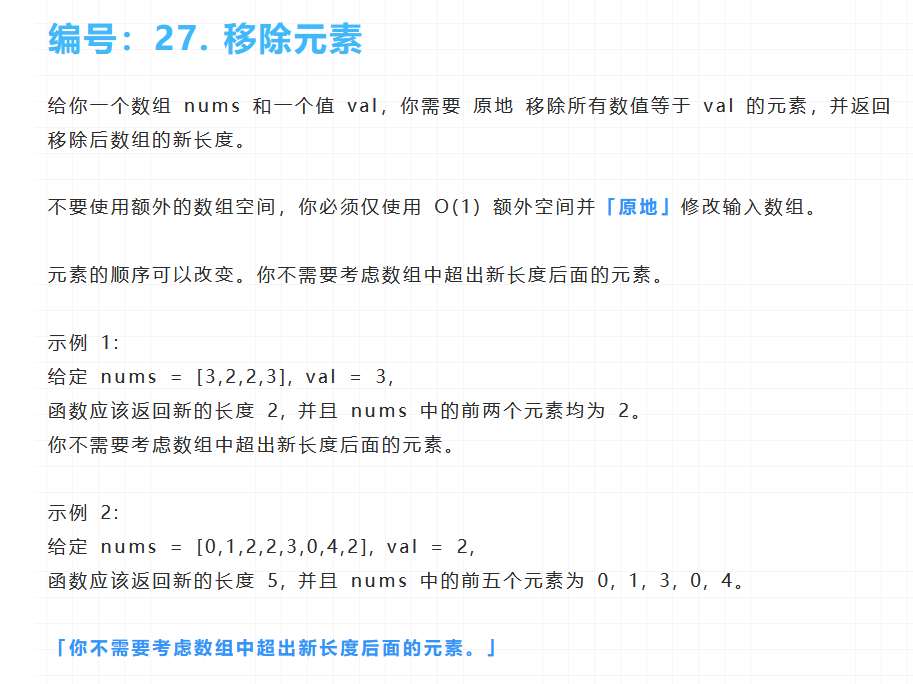 编号：27. 移除元素
给你一个数组 nums 和一个值 val，你需要 原地 移除所有数值等于 val 的元素，并返回
移除后数组的新长度。
不要使用额外的数组空间，你必须仅使用 O(1) 额外空间并「原地」修改输入数组。
元素的顺序可以改变。你不需要考虑数组中超出新长度后面的元素。
示例 1:
给定 nums = [3,2,2,3], val = 3,
函数应该返回新的长度 2, 并且 nums 中的前两个元素均为 2。
你不需要考虑数组中超出新长度后面的元素。
示例 2:
给定 nums = [0,1,2,2,3,0,4,2], val = 2,
函数应该返回新的长度 5, 并且 nums 中的前五个元素为 0, 1, 3, 0, 4。
「你不需要考虑数组中超出新长度后面的元素。」